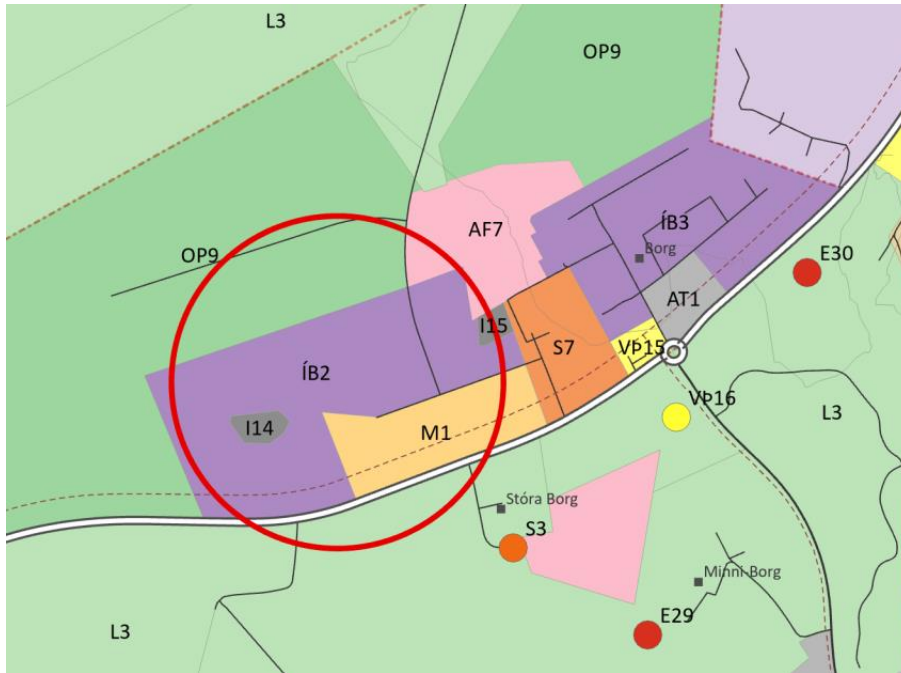 L3
OP9
ÍB3
AF7
Borg
OP9
E30
AT1
I15
S7
VÞ15
ÍB2
VÞ16
L3
I14
M1
Stóra Borg
S3
Minni-Borg
L3
E29